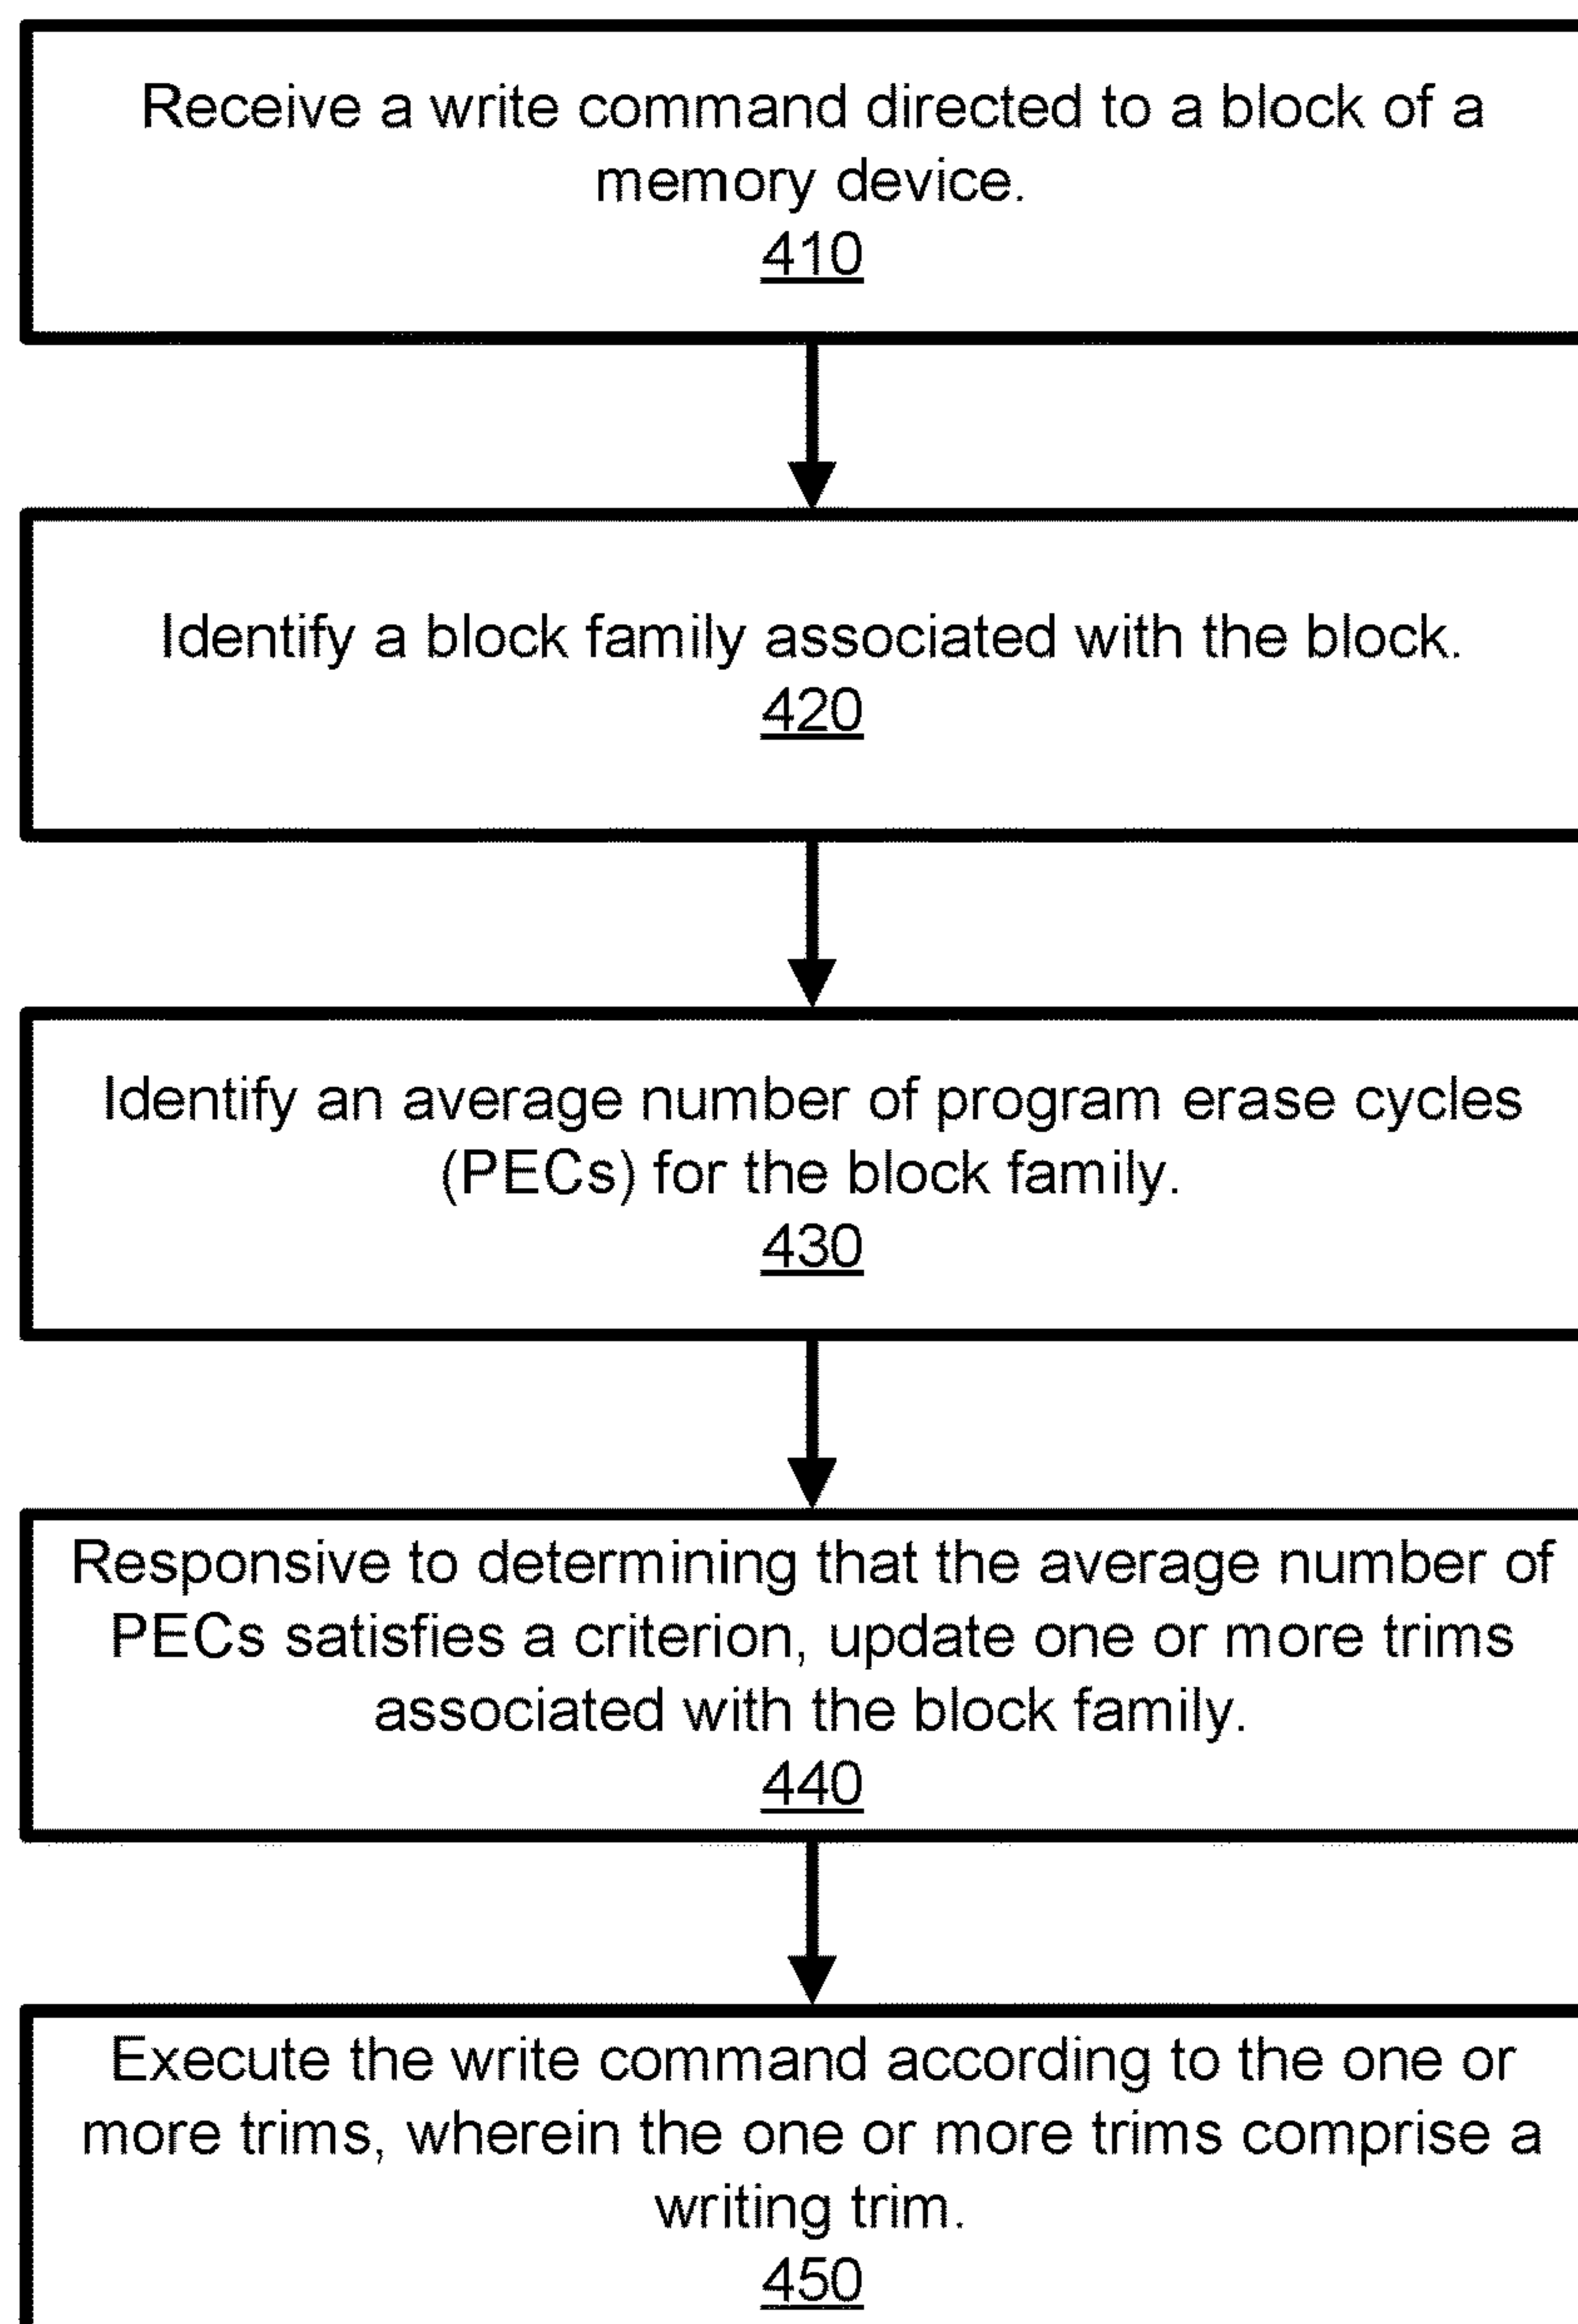 Receive a write command directed to a block of a
memory device.
410
Identify a block family associated with the block.
420
Identify an average number of program erase cycles
(PECs) for the block family.
430
Responsive to determining that the average number of
PECs satisfies a criterion, update one or more trims
associated with the block family.
440
Execute the write command according to the one or
more trims, wherein the one or more trims comprise a
writing trim.
450